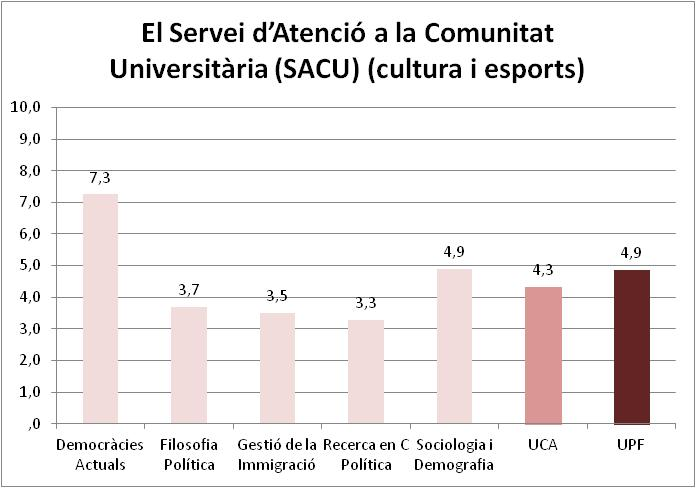 El Servei d'Atenció a la Comunitat
Universitària (SACU) (cultura i esports)
10,0
9,0
8,0
7,0
6,0
5,0
4,0
3,0
2,0
1,0
,0
7,3
3,7
3,5
3,3
4,9
4,3
4,9
Democràcies
Actuals
Filosofia
Política
Gestió de la
Immigració
Recerca en C
Política
Sociologia i
Demografia
UCA
UPF